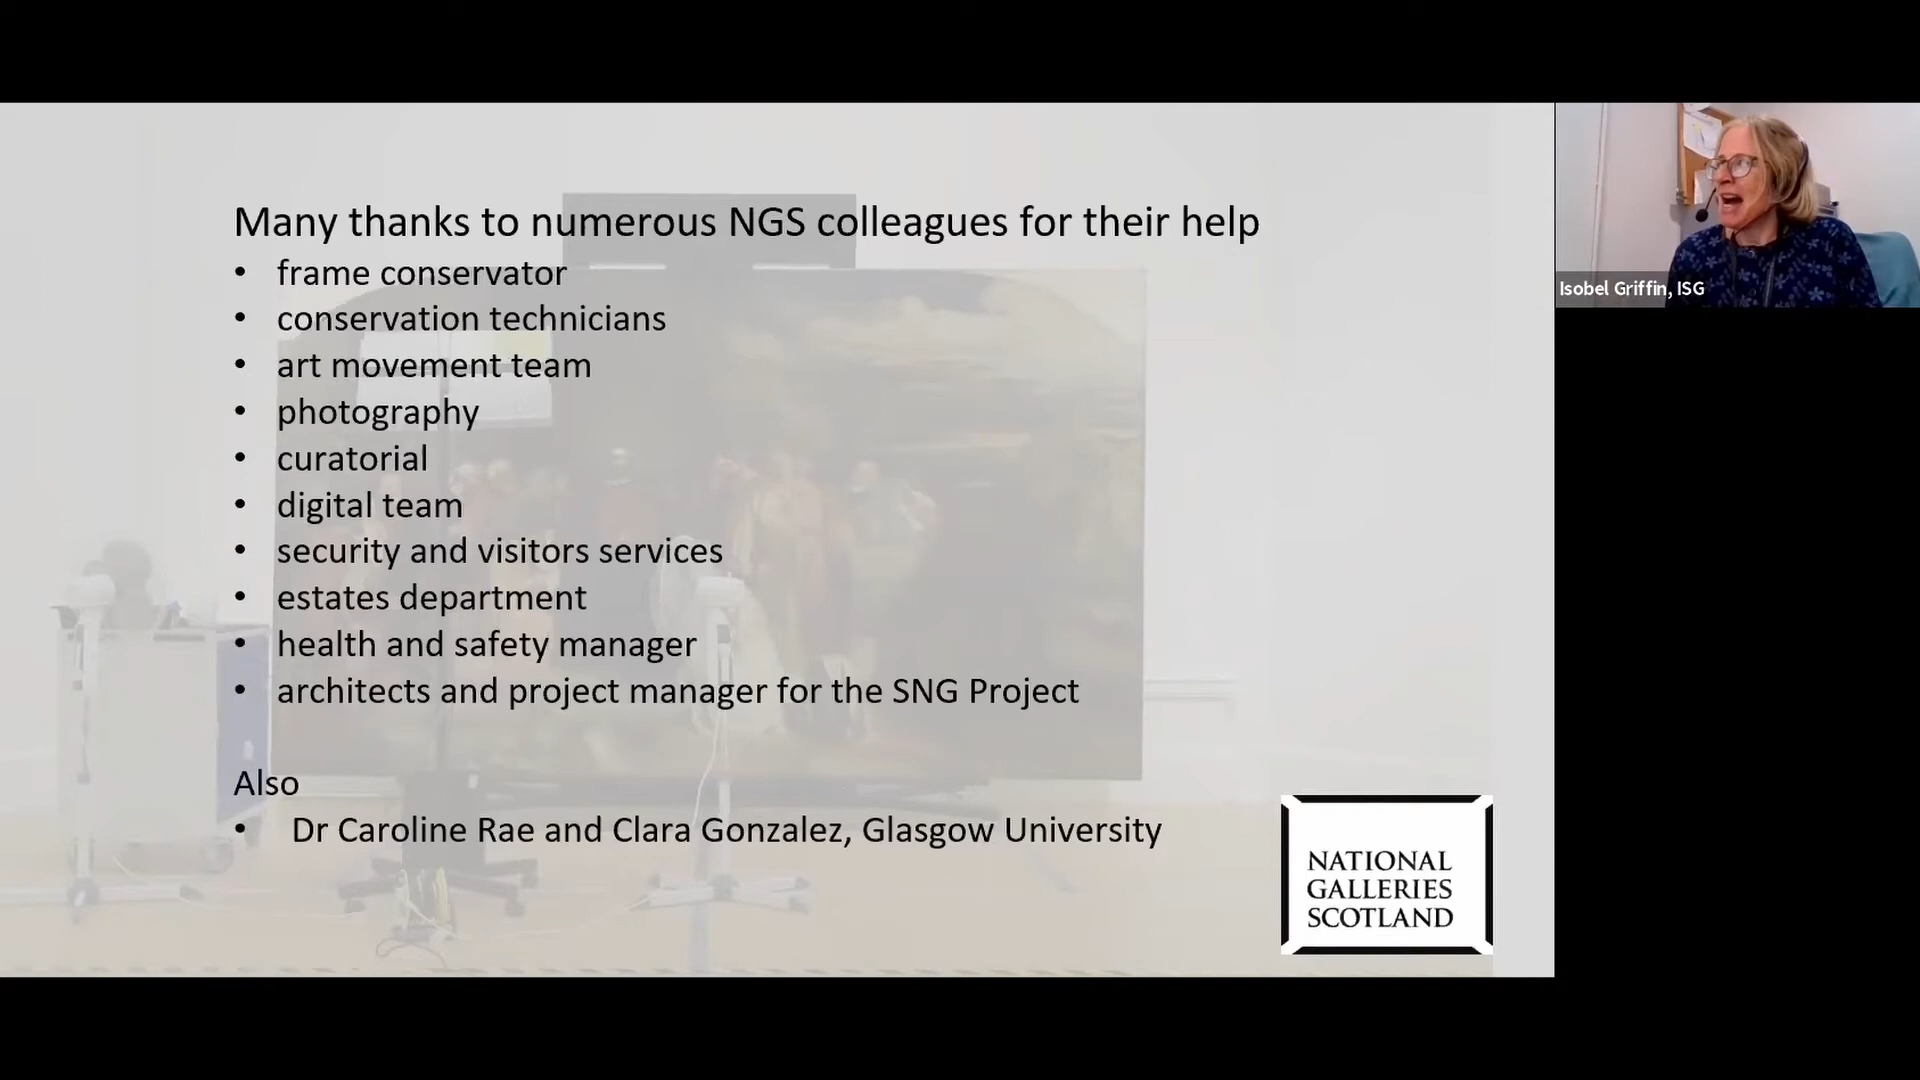 Many thanks to numerous NGS colleagues for their help
• frame conservator
• conservation technicians
• art movement team
• photography
• curatorial
• digital team
• security and visitors services
• estates department
• health and safety manager
• architects and project manager for the SNG Project
Also
• Dr Caroline Rae and Clara Gonzalez, Glasgow University
NATIONAL
GALLERIES
SCOTLAND
Isobel Griffin, ISG